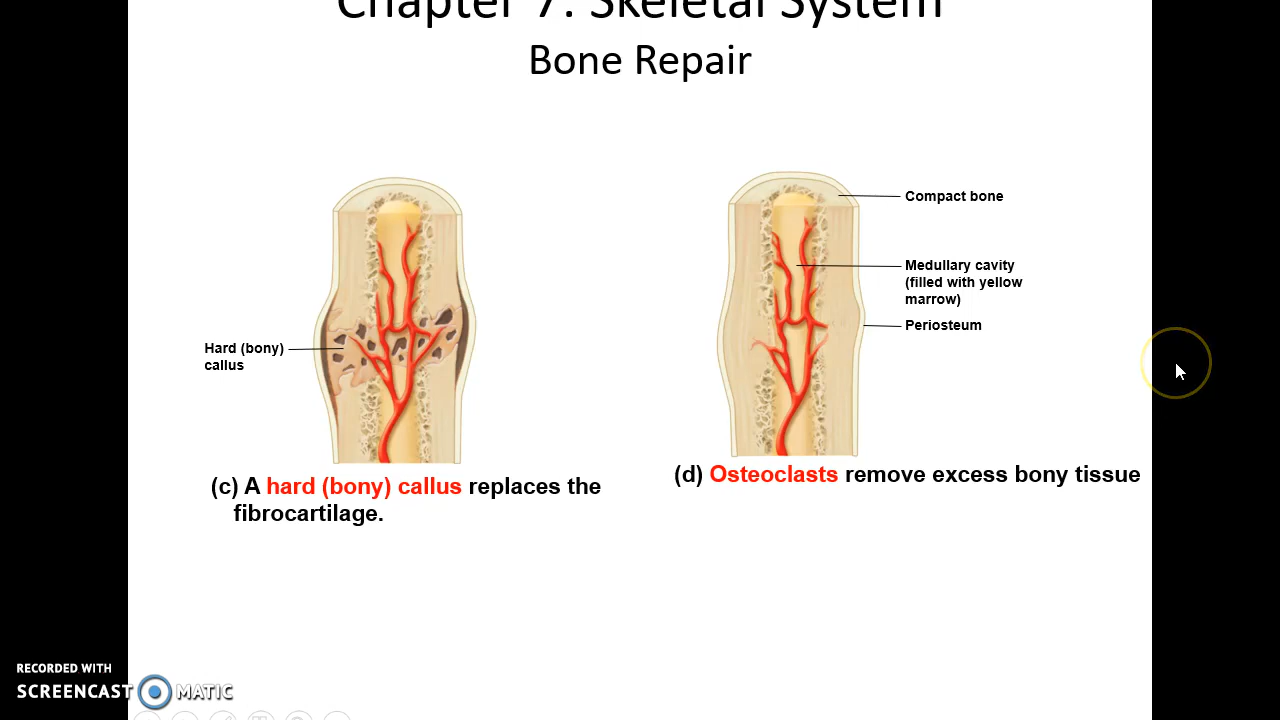 Chapter 7: Skeletal System
Bone Repair
Compact bone
Medullary cavity
(filled with yellow
marrow)
Periosteum
Hard (bony)
callus
(c) A hard (bony) callus replaces the
fibrocartilage.
(d) Osteoclasts remove excess bony tissue
RECORDED WITH
SCREENCAST MATIC